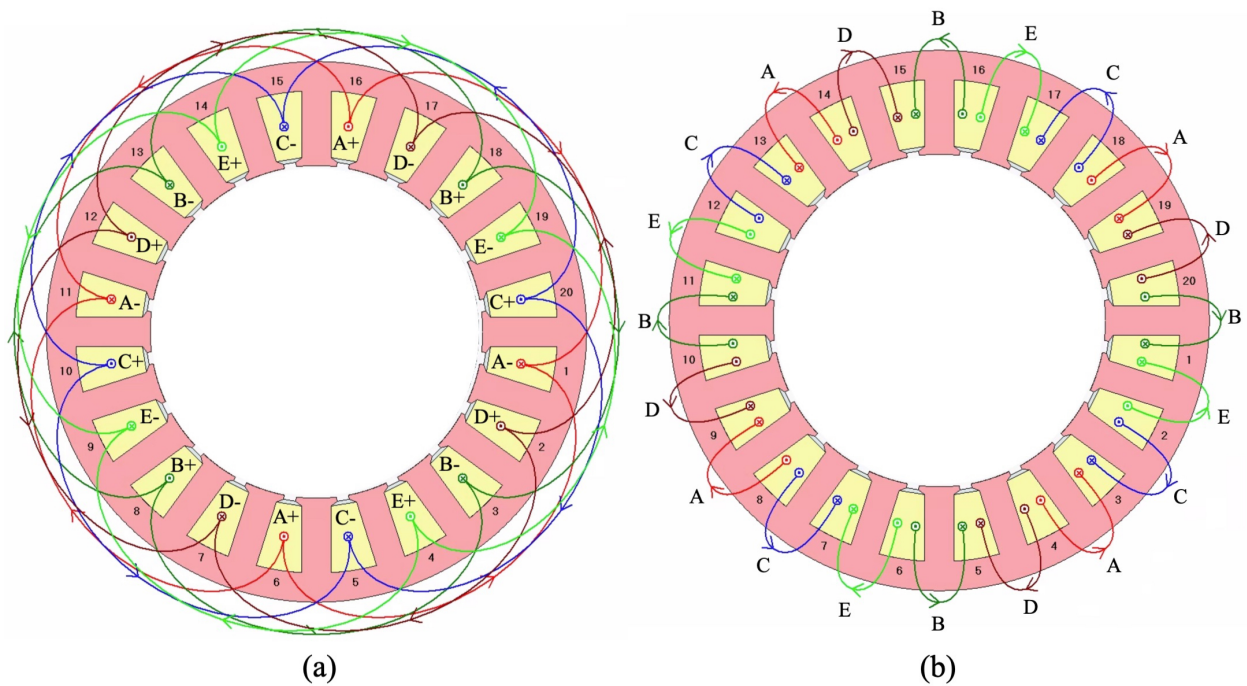 15 16
C- A+
14 17
E+ D-
13 18
B- B+
12 19
D+ E-
11 20
A- C+
10 1
C+ A-
9 2
E- D+
8 3
B+ B-
7 4
D- E+
A+ C-
6 5
(a)
B
D E
15 16
A C
14 17
13 18
C A
12 19
E D
11 20
B B
10 1
D E
9 2
A C
8 3
7 4
C A
6 5
E D
B
(b)